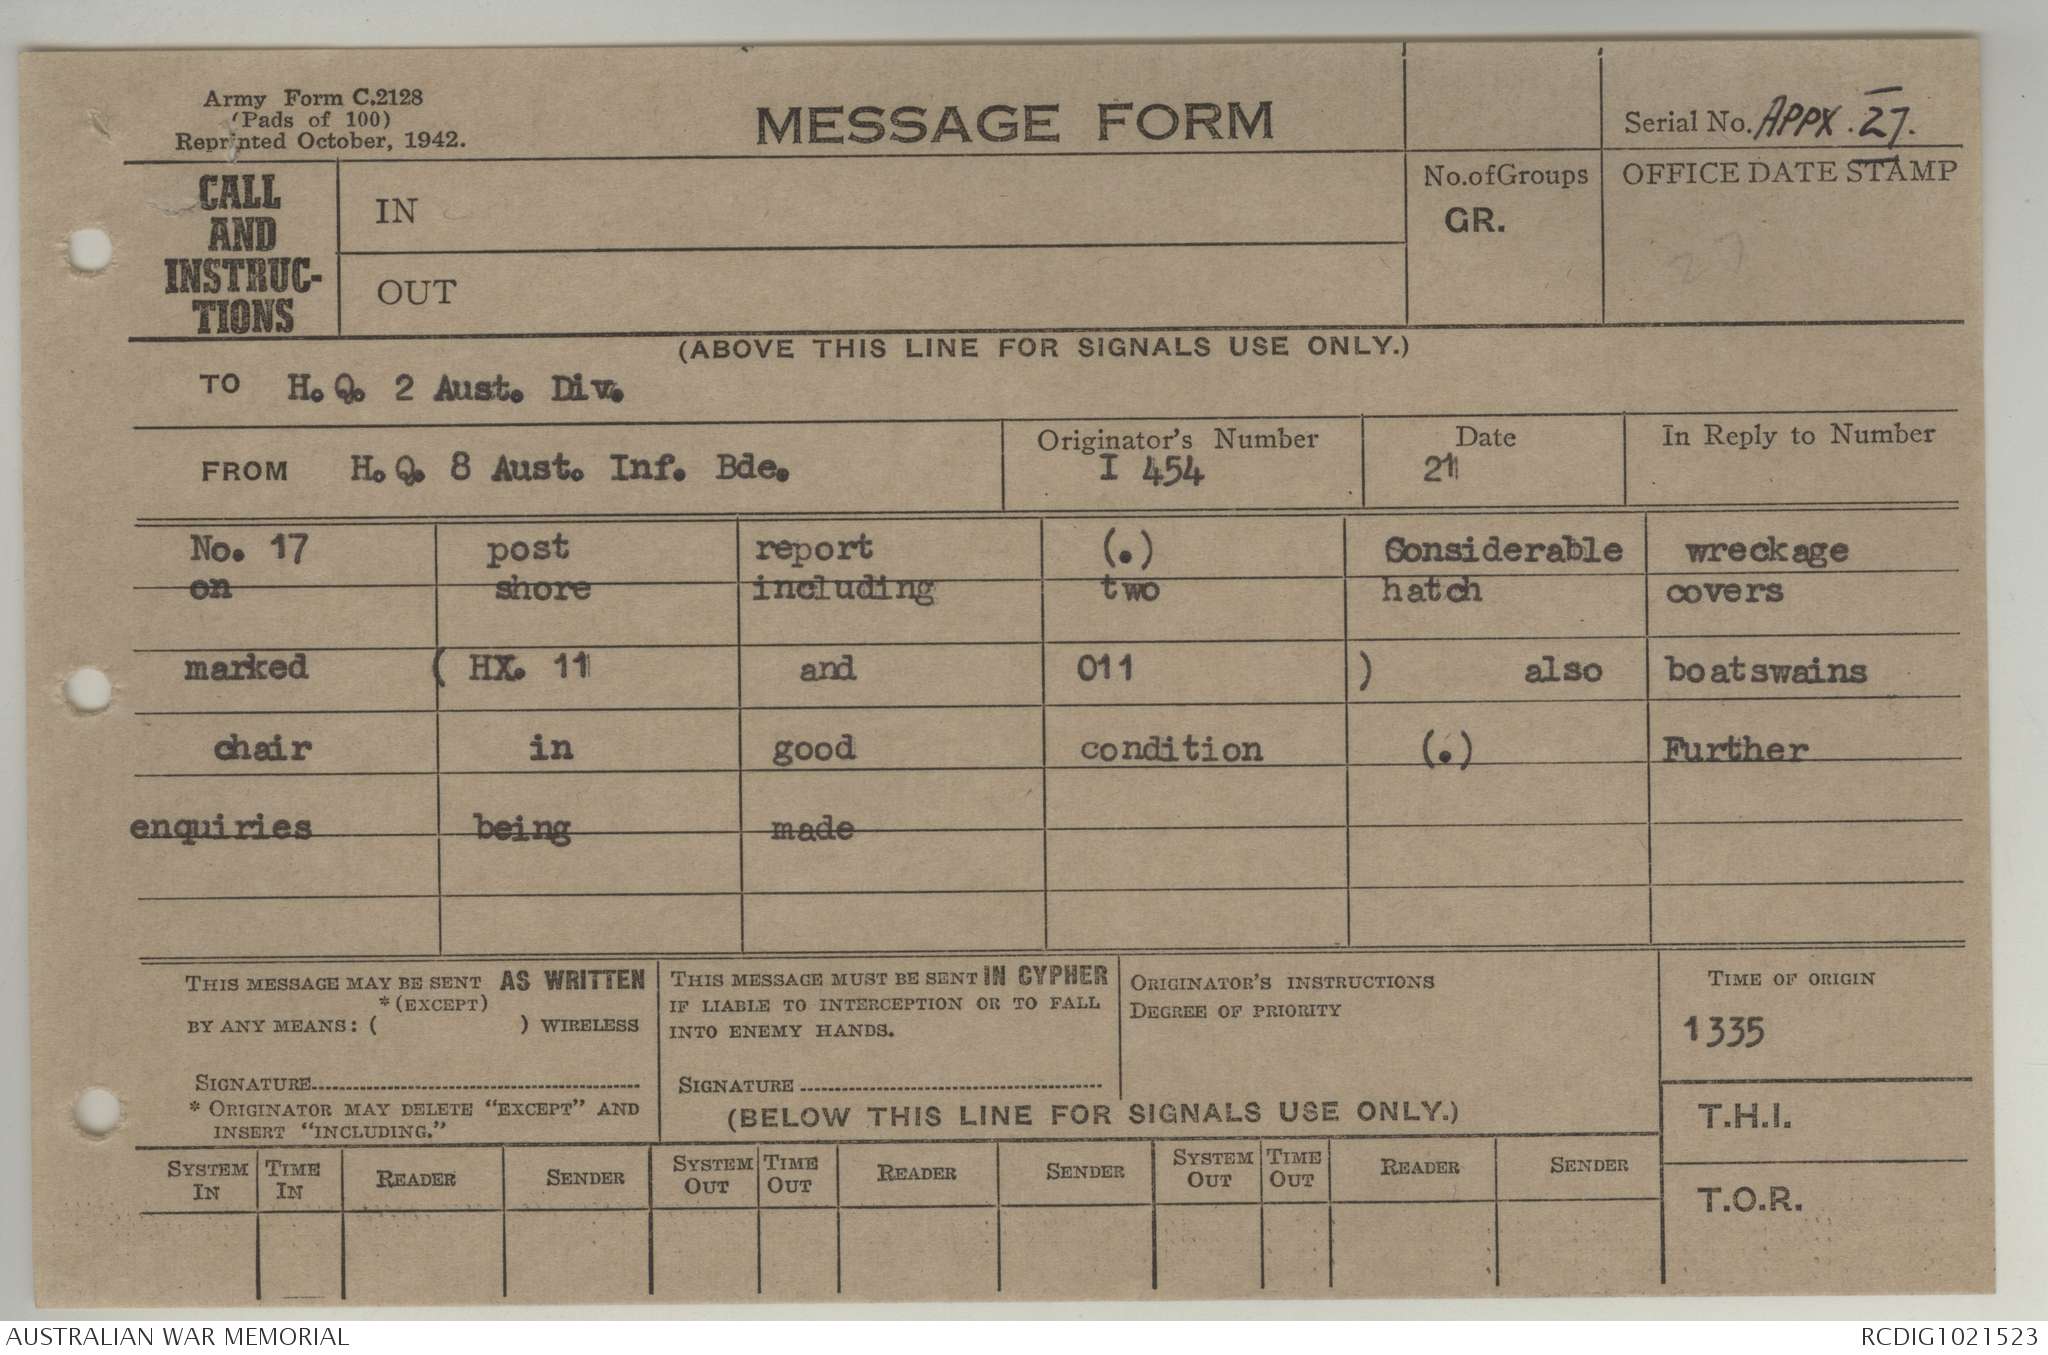 Army Form C.2128
(Pads of 100)
Reprinted October, 1942.
MESSAGE FORM
Serial No. APPX. 27.
CALL AND INSTRUC-TIONS
IN
OUT
No. of Groups
GR.
OFFICE DATE STAMP
27
(ABOVE THIS LINE FOR SIGNALS USE ONLY.)
TO H.Q. 2 Aust. Div.
FROM H.Q. 8 Aust. Inf. Bde.
Originator's Number
I 454
Date
21
In Reply to Number
No. 17 post report (.) Considerable wreckage
on shore including two hatch covers
marked ( HX. 11 and 011 ) also boatswains
chair in good condition (.) Further
enquiries being made
THIS MESSAGE MAY BE SENT AS WRITTEN
*(EXCEPT)
BY ANY MEANS: ( ) WIRELESS
SIGNATURE
* ORIGINATOR MAY DELETE "EXCEPT" AND
INSERT "INCLUDING."
THIS MESSAGE MUST BE SENT IN CYPHER
IF LIABLE TO INTERCEPTION OR TO FALL
INTO ENEMY HANDS.
SIGNATURE
ORIGINATOR'S INSTRUCTIONS
DEGREE OF PRIORITY
TIME OF ORIGIN
1335
(BELOW THIS LINE FOR SIGNALS USE ONLY.)
T.H.I.
T.O.R.
SYSTEM IN
TIME IN
READER
SENDER
SYSTEM OUT
TIME OUT
READER
SENDER
SYSTEM OUT
TIME OUT
READER
SENDER
AUSTRALIAN WAR MEMORIAL
RCDIG1021523